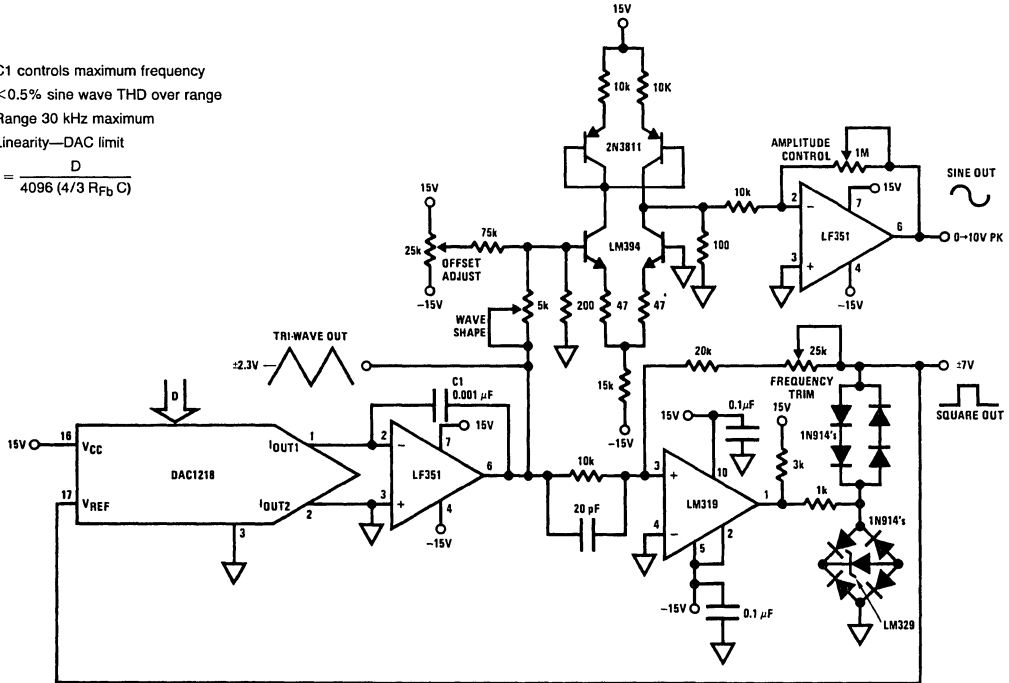 C1 controls maximum frequency
<0.5% sine wave THD over range
Range 30 kHz maximum
Linearity—DAC limit
= D
4096 (4/3 RFb C)
15V
10k
10K
2N3811
AMPLITUDE
CONTROL
1M
SINE OUT
15V
10k
2
−
7
LF351
6
0→10V PK
3
+
4
−15V
15V
25k
75k
OFFSET
ADJUST
−15V
LM394
100
5k
200
47
47
WAVE
SHAPE
TRI-WAVE OUT
±2.3V
15k
−15V
20k
25k
FREQUENCY
TRIM
±7V
SQUARE OUT
D
C1
0.001 μF
15V
0.1μF
15V
3k
1N914's
15V
16
VCC
DAC1218
17
VREF
IOUT1
1
IOUT2
2
3
2
−
7
15V
LF351
6
3
+
4
−15V
10k
20 pF
3
+
10
LM319
1
4
−
5
2
1k
1N914's
−15V
0.1 μF
LM329